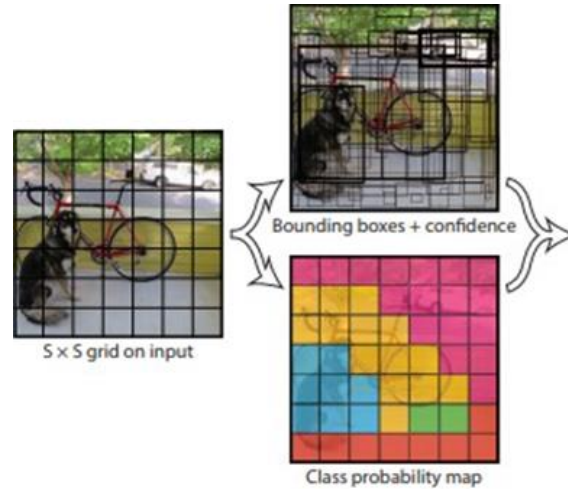 S × S grid on input
Bounding boxes + confidence
Class probability map